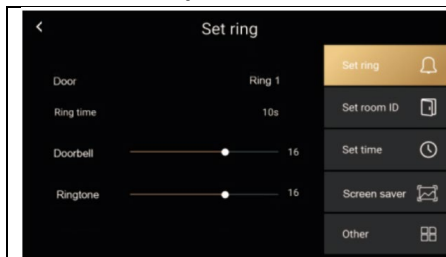 Set ring
Door Ring 1
Ring time 10s
Doorbell 16
Ringtone 16
Set ring
Set room ID
Set time
Screen saver
Other